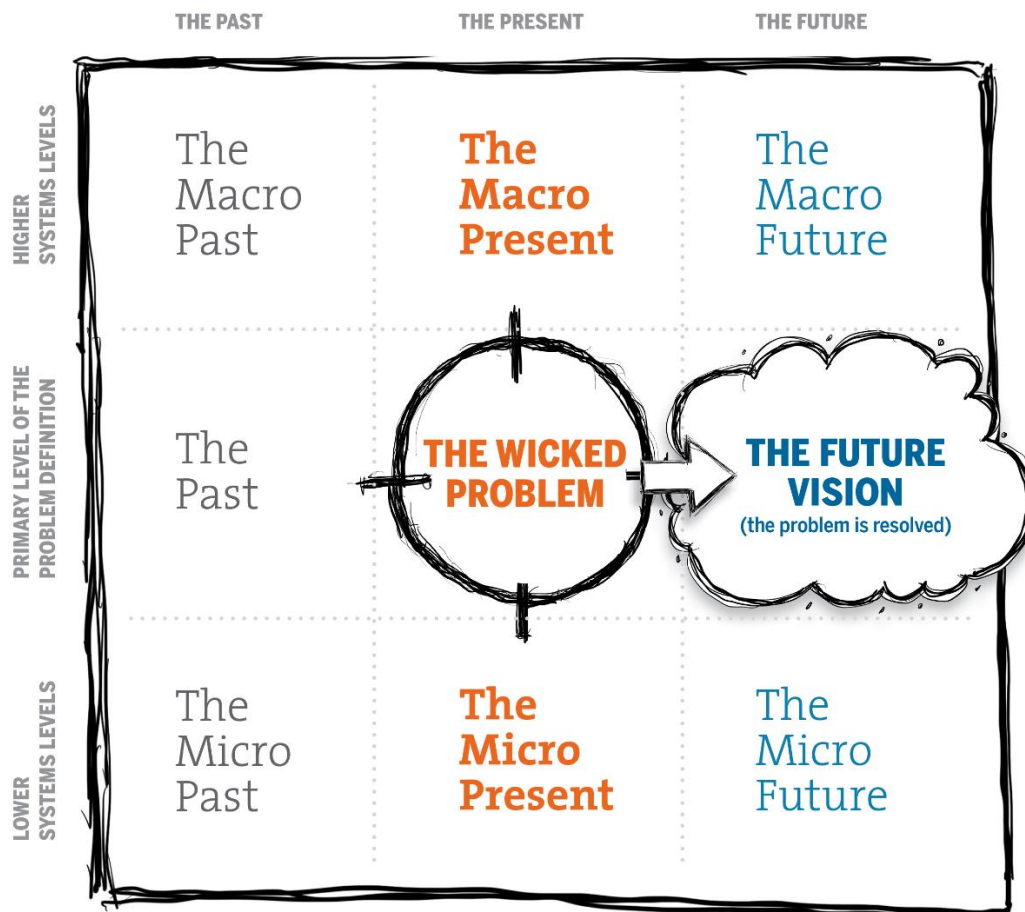 THE PAST
THE PRESENT
THE FUTURE
HIGHER
SYSTEMS LEVELS
The
Macro
Past
The
Macro
Present
The
Macro
Future
PRIMARY LEVEL OF THE
PROBLEM DEFINITION
The
Past
THE WICKED
PROBLEM
THE FUTURE
VISION
(the problem is resolved)
LOWER
SYSTEMS LEVELS
The
Micro
Past
The
Micro
Present
The
Micro
Future